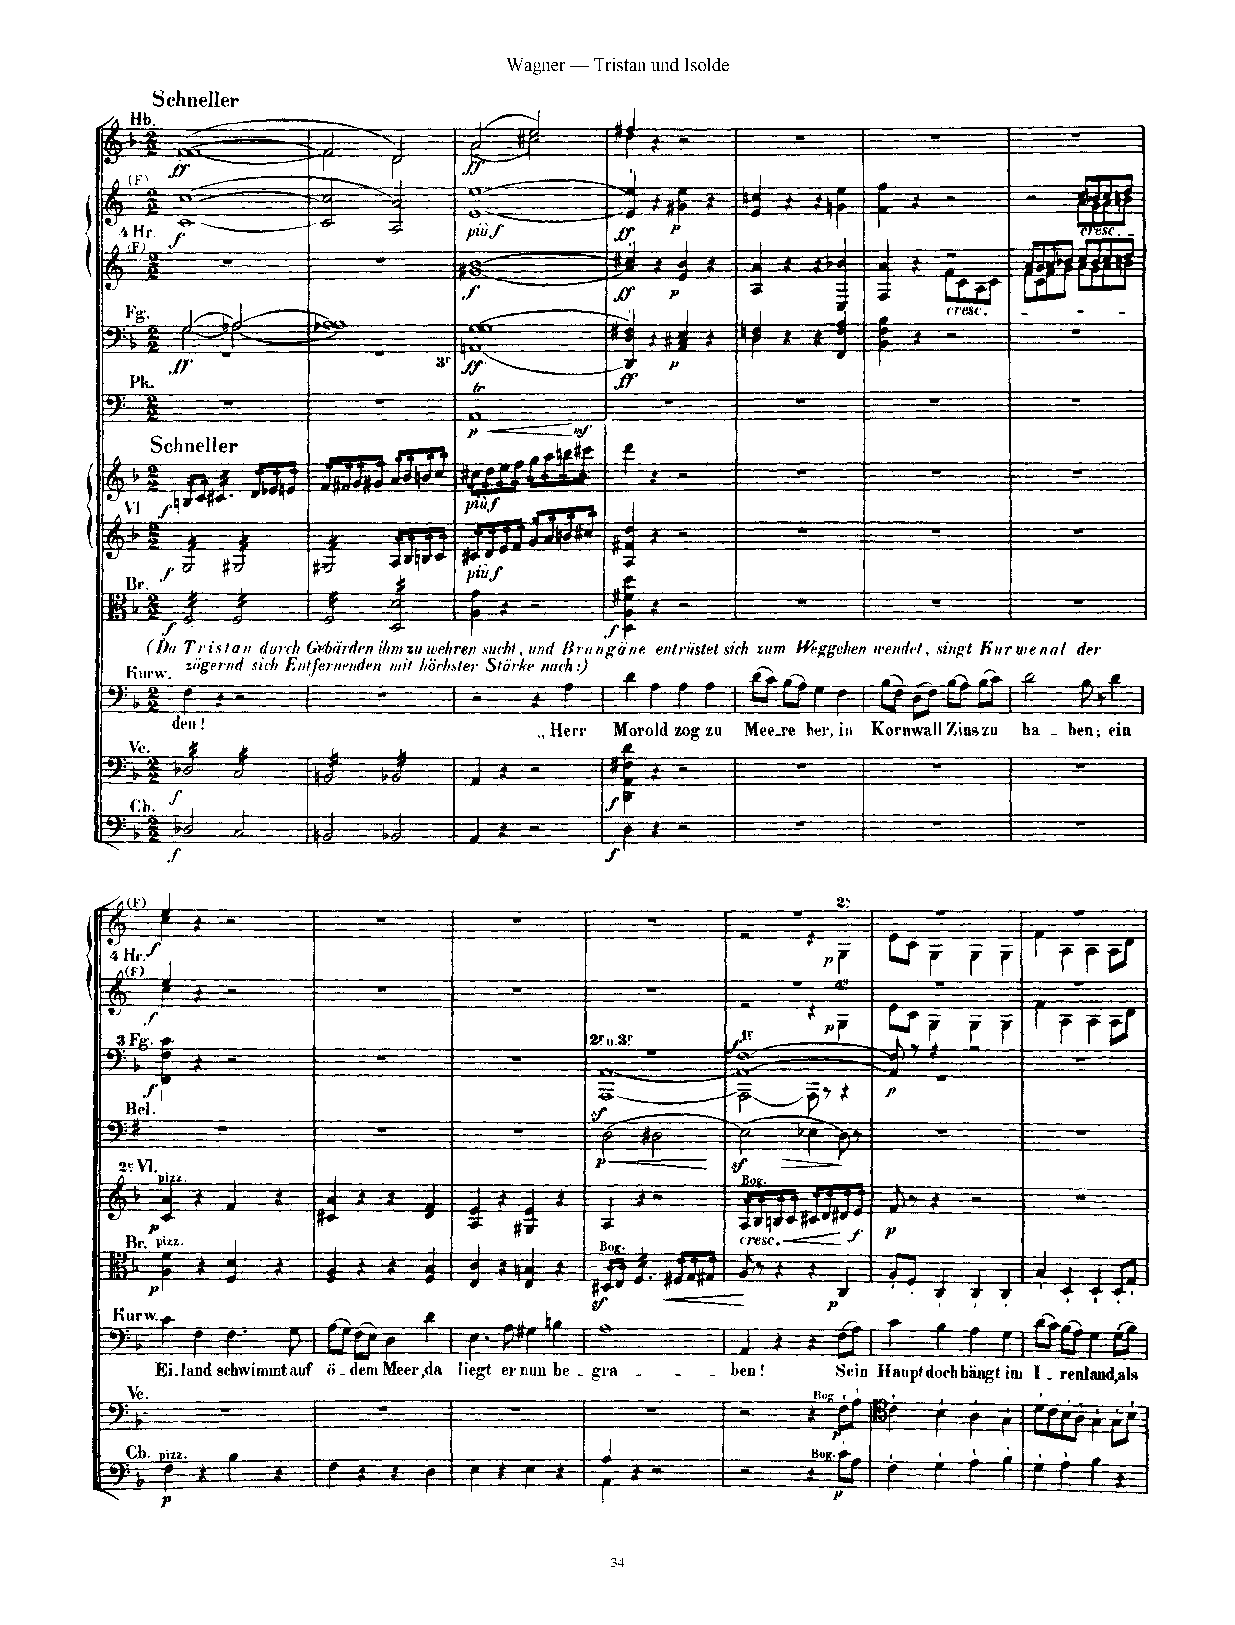 Wagner — Tristan und Isolde
Schneller
Hb.
ff ff
(F)
4 Hr. f più f ff p cresc.
(F)
f ff p cresc.
Fg.
ff 3r ff ff p
Pk.
tr
p mf
Schneller
Vl f più f
f più f
Br.
f f
(Da Tristan durch Gebärden ihm zu wehren sucht, und Brangäne entrüstet sich zum Weggehen wendet, singt Kurwenal der
zögernd sich Entfernenden mit höchster Stärke nach:)
Kurw.
den! „Herr Morold zog zu Mee-re her, in Kornwall Zins zu ha - ben; ein
Vc.
f f
Cb.
f f
(F) 2r
4 Hr. f p
(F) 4r
f p
3 Fg. 2r u. 3r 1r
f sf f p
Bcl.
p sf
2e Vl.
pizz. Bog.
p cresc. f p
Br. pizz. Bog.
p sf p
Kurw.
Ei-land schwimmt auf ö-dem Meer, da liegt er nun be-gra - - - ben! Sein Haupt doch hängt im I-renland, als
Vc. Bog.
p
Cb. pizz. Bog.
p p
34